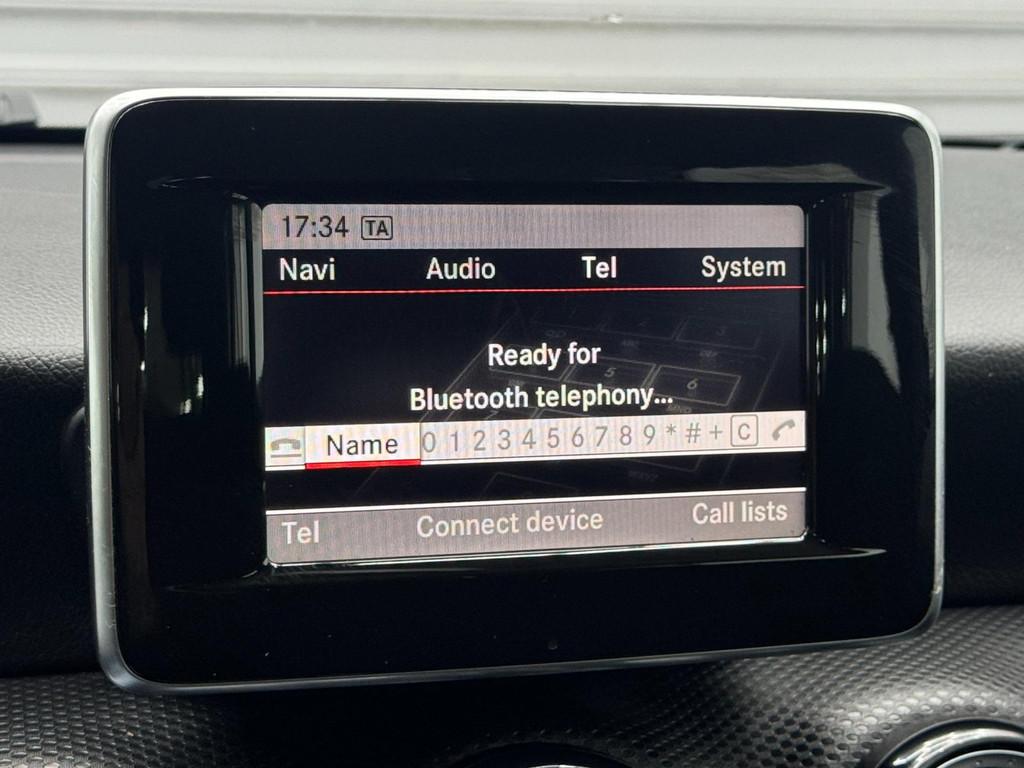 17:34 TA
Navi Audio Tel System
Ready for
Bluetooth telephony...
Name 0 1 2 3 4 5 6 7 8 9 * # + C
Tel Connect device Call lists